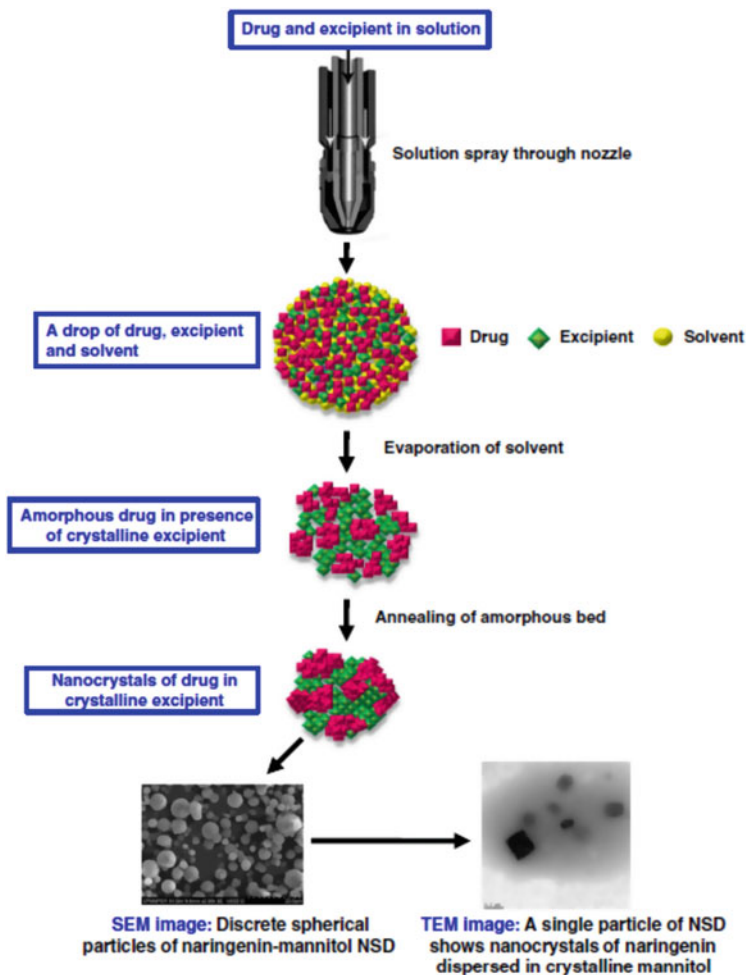 Drug and excipient in solution
Solution spray through nozzle
A drop of drug, excipient
and solvent
Drug
Excipient
Solvent
Evaporation of solvent
Amorphous drug in presence
of crystalline excipient
Annealing of amorphous bed
Nanocrystals of drug in
crystalline excipient
SEM image: Discrete spherical
particles of naringenin-mannitol NSD
TEM image: A single particle of NSD
shows nanocrystals of naringenin
dispersed in crystalline mannitol